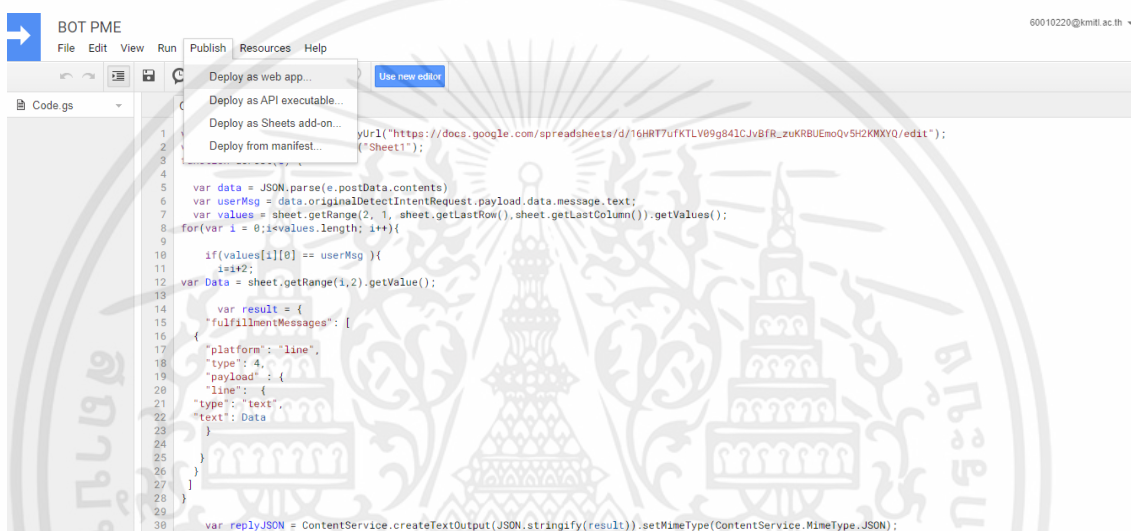 BOT PME
60010220@kmitl.ac.th
File Edit View Run Publish Resources Help
Deploy as web app...
Use new editor
Code.gs
Deploy as API executable...
Deploy as Sheets add-on...
Deploy from manifest...
1 yUrl("https://docs.google.com/spreadsheets/d/16HRT7ufKTLV09g84lCJvBfR_zuKRBUEmoQv5H2KMXYQ/edit");
2 ("Sheet1");
3
4
5 var data = JSON.parse(e.postData.contents)
6 var userMsg = data.originalDetectIntentRequest.payload.data.message.text;
7 var values = sheet.getRange(2, 1, sheet.getLastRow(),sheet.getLastColumn()).getValues();
8 for(var i = 0;i<values.length; i++){
9
10 if(values[i][0] == userMsg ){
11 i=i+2;
12 var Data = sheet.getRange(i,2).getValue();
13
14 var result = {
15 "fulfillmentMessages": [
16 {
17 "platform": "line",
18 "type": 4,
19 "payload" : {
20 "line": {
21 "type": "text",
22 "text": Data
23 }
24
25 }
26 }
27 ]
28 }
29
30 var replyJSON = ContentService.createTextOutput(JSON.stringify(result)).setMimeType(ContentService.MimeType.JSON);